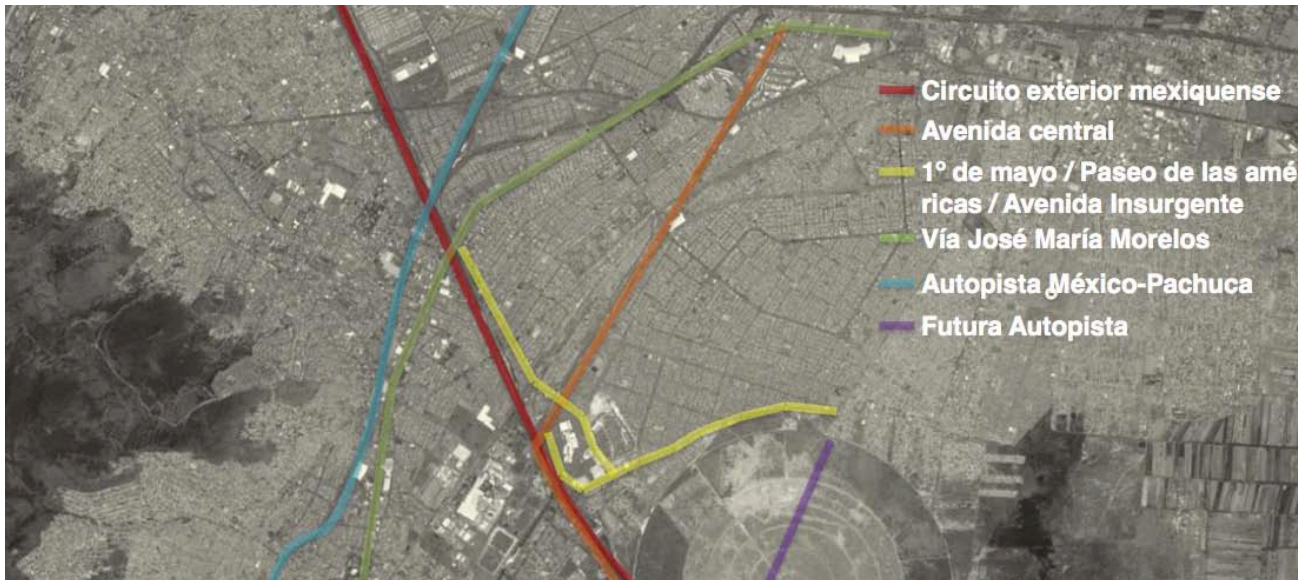 Circuito exterior mexiquense
Avenida central
1º de mayo / Paseo de las amé
ricas / Avenida Insurgente
Vía José María Morelos
Autopista México-Pachuca
Futura Autopista